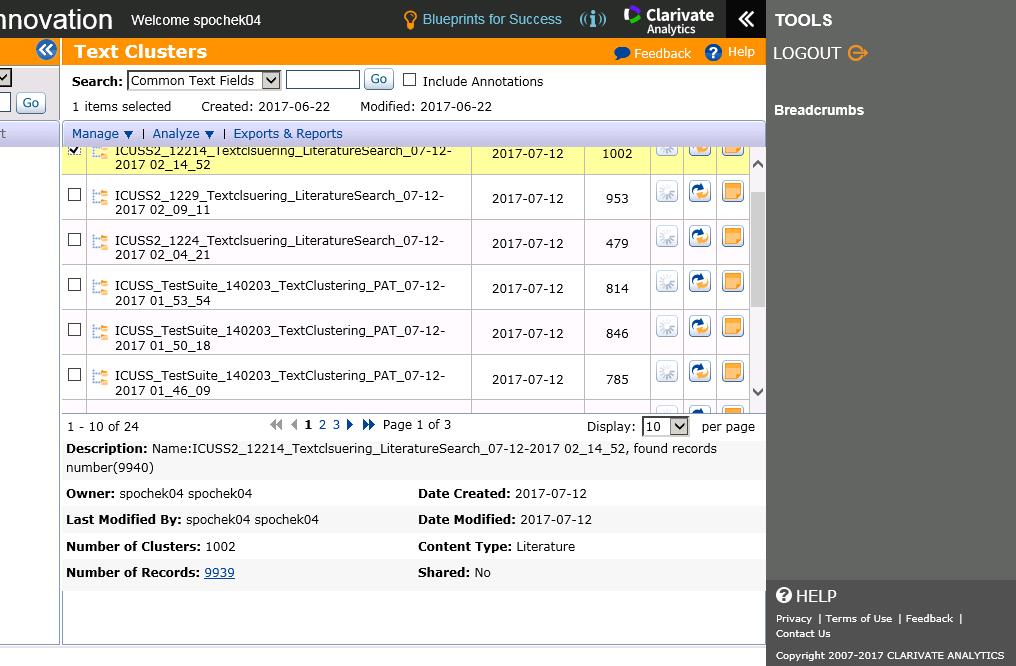 nnovation Welcome spochek04 Blueprints for Success Clarivate Analytics TOOLS
Text Clusters Feedback Help LOGOUT
Search: Common Text Fields Go Include Annotations
Go
1 items selected Created: 2017-06-22 Modified: 2017-06-22
Breadcrumbs
t Manage | Analyze | Exports & Reports
ICUSS2_12214_Textclsuering_LiteratureSearch_07-12- 2017-07-12 1002
2017 02_14_52
ICUSS2_1229_Textclsuering_LiteratureSearch_07-12- 2017-07-12 953
2017 02_09_11
ICUSS2_1224_Textclsuering_LiteratureSearch_07-12- 2017-07-12 479
2017 02_04_21
ICUSS_TestSuite_140203_TextClustering_PAT_07-12- 2017-07-12 814
2017 01_53_54
ICUSS_TestSuite_140203_TextClustering_PAT_07-12- 2017-07-12 846
2017 01_50_18
ICUSS_TestSuite_140203_TextClustering_PAT_07-12- 2017-07-12 785
2017 01_46_09
1 - 10 of 24 1 2 3 Page 1 of 3 Display: 10 per page
Description: Name:ICUSS2_12214_Textclsuering_LiteratureSearch_07-12-2017 02_14_52, found records
number(9940)
Owner: spochek04 spochek04 Date Created: 2017-07-12
Last Modified By: spochek04 spochek04 Date Modified: 2017-07-12
Number of Clusters: 1002 Content Type: Literature
Number of Records: 9939 Shared: No
HELP
Privacy | Terms of Use | Feedback |
Contact Us
Copyright 2007-2017 CLARIVATE ANALYTICS